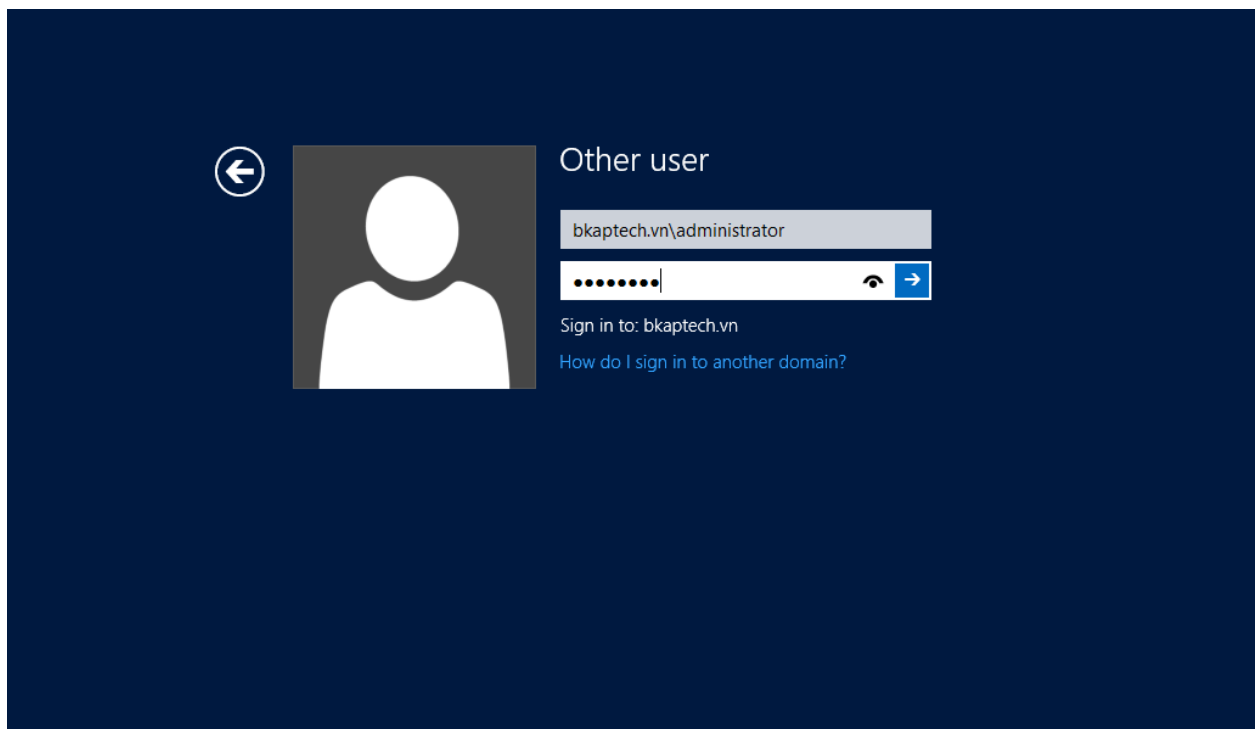 Other user
bkaptech.vn\administrator
••••••••
Sign in to: bkaptech.vn
How do I sign in to another domain?